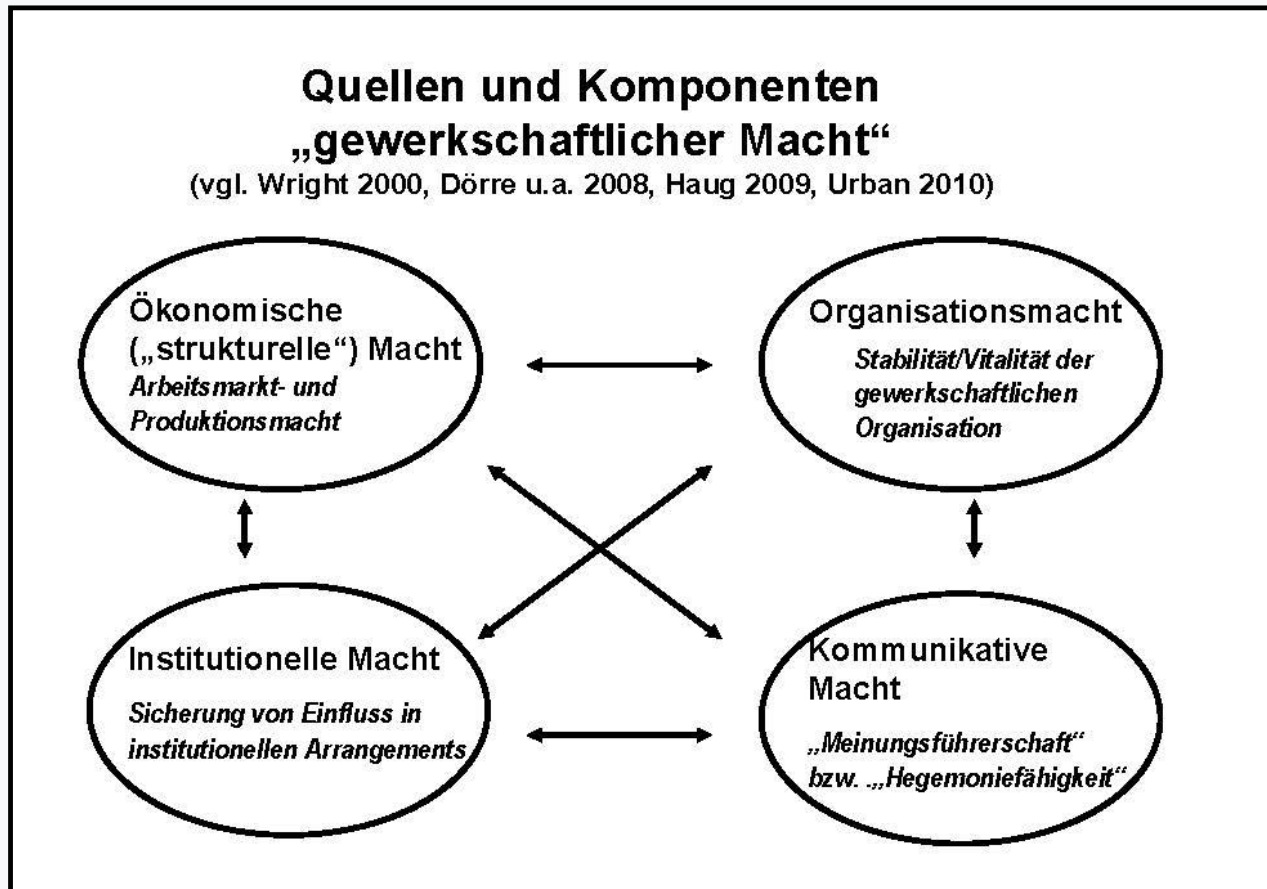 Quellen und Komponenten
„gewerkschaftlicher Macht“
(vgl. Wright 2000, Dörre u.a. 2008, Haug 2009, Urban 2010)
Ökonomische
(„strukturelle“) Macht
Arbeitsmarkt- und
Produktionsmacht
Organisationsmacht
Stabilität/Vitalität der
gewerkschaftlichen
Organisation
Institutionelle Macht
Sicherung von Einfluss in
institutionellen Arrangements
Kommunikative
Macht
„Meinungsführerschaft“
bzw. .„Hegemoniefähigkeit“